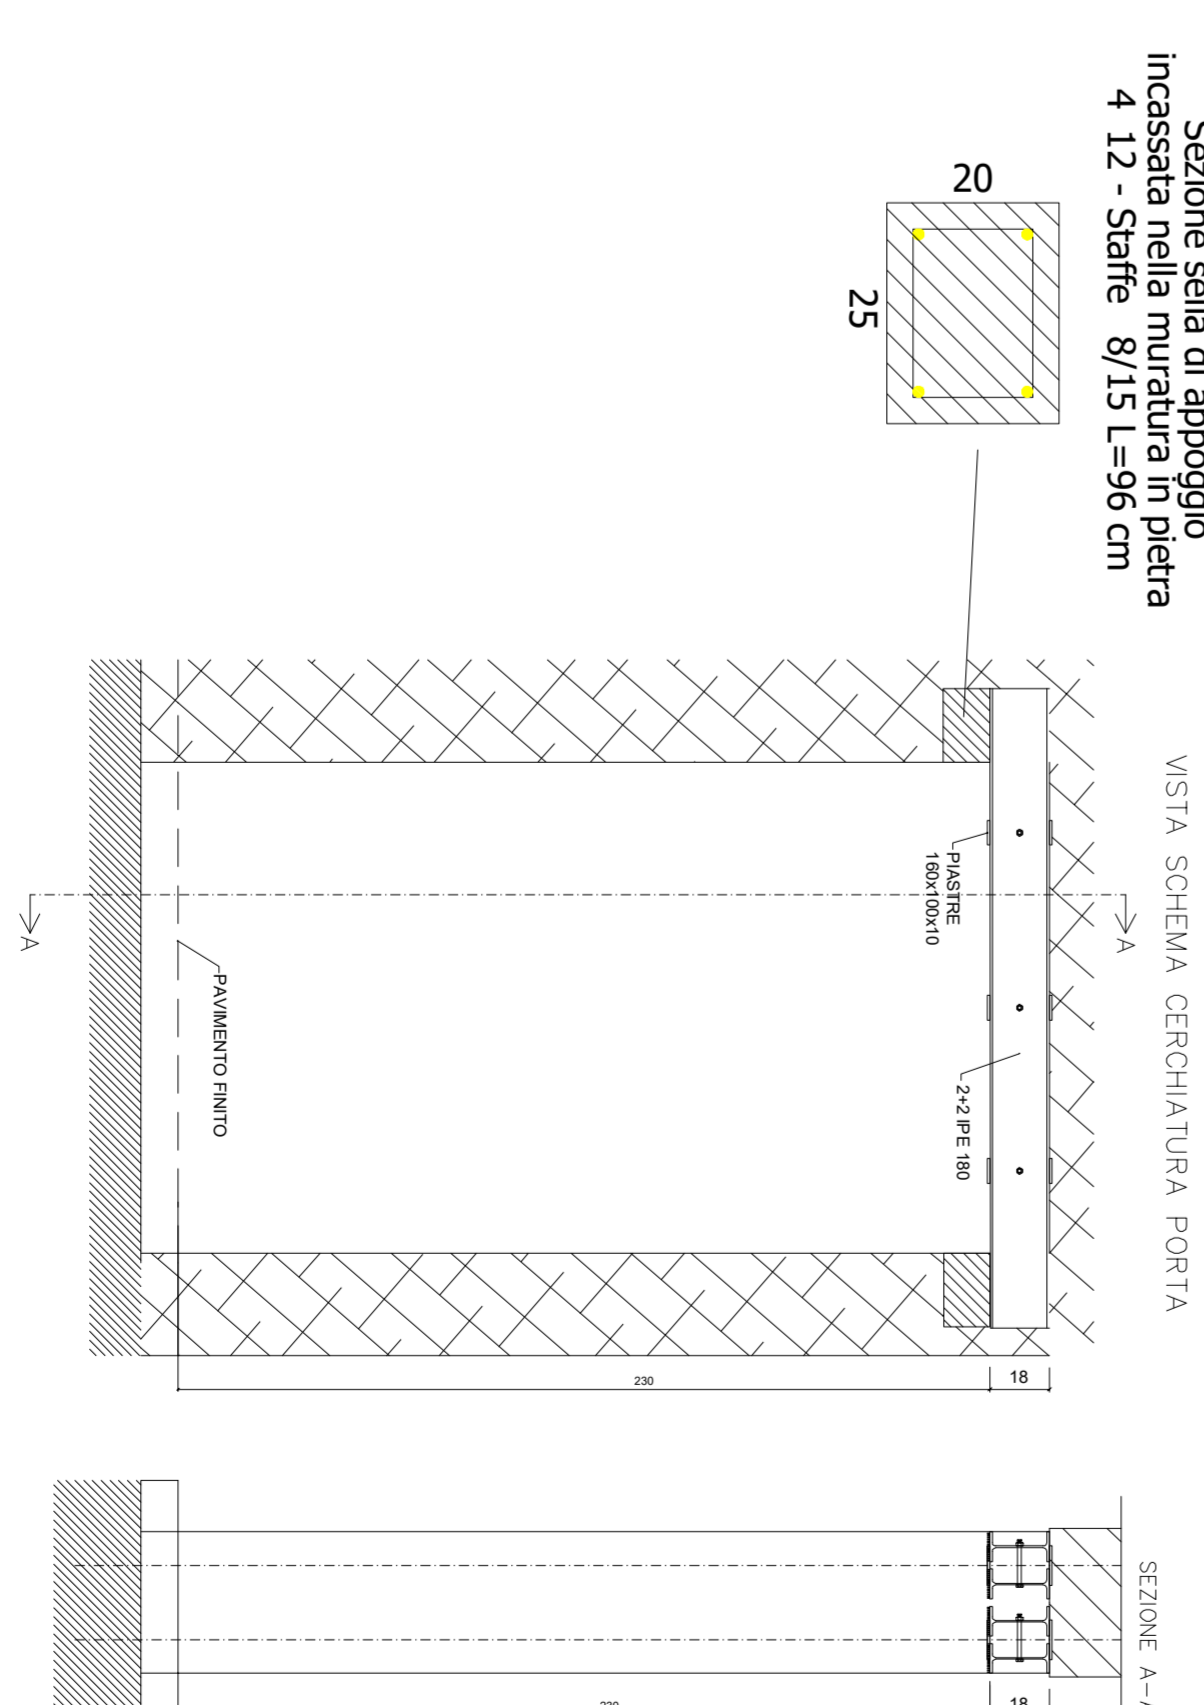 Sezione sella di appoggio
incassata nella muratura in pietra
4 12 - Staffe 8/15 L=96 cm
20
25
VISTA SCHEMA CERCHIATURA PORTA
A
A
PIASTRE
160x100x10
2+2 IPE 180
PAVIMENTO FINITO
230
18
SEZIONE A-A
230
18